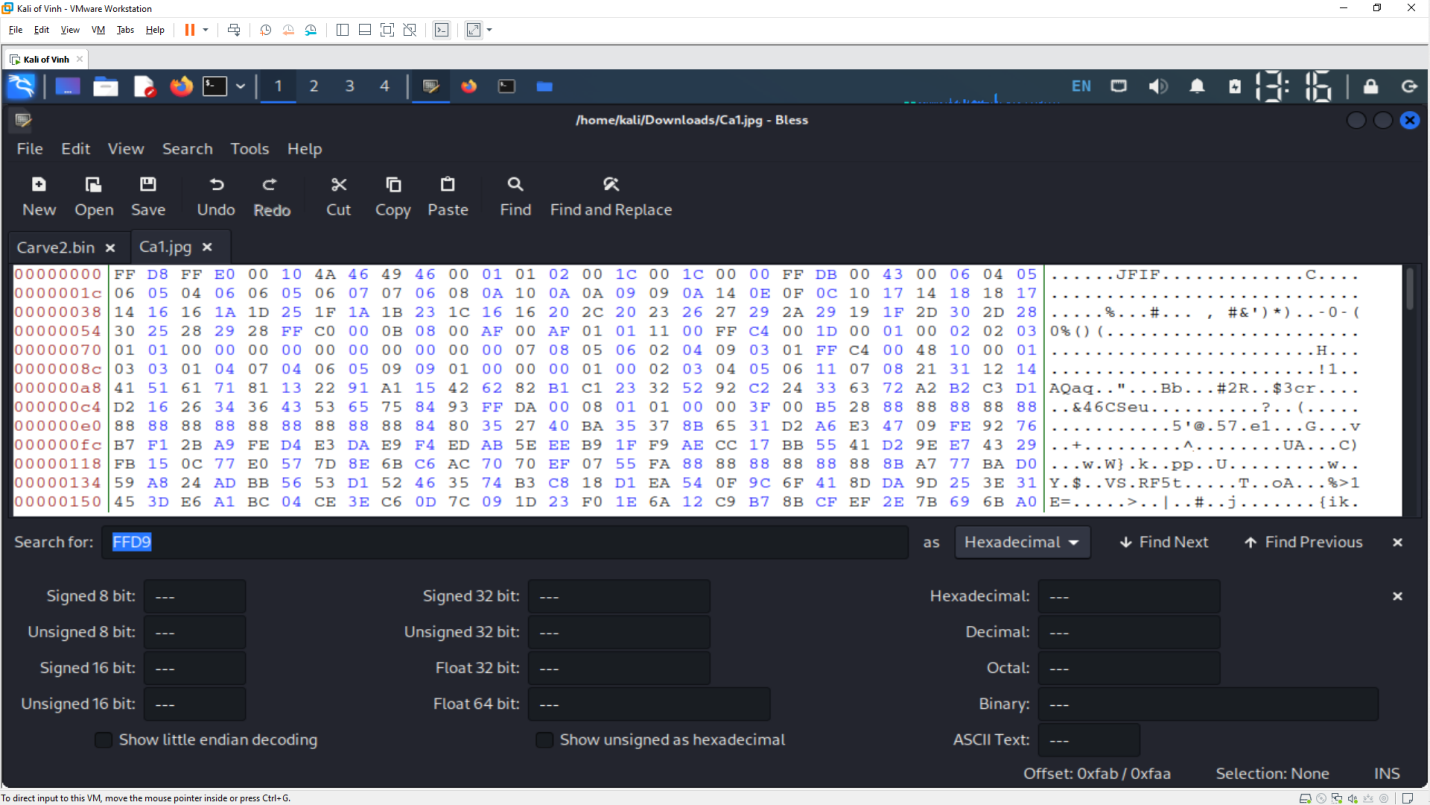 Kali of Vinh - VMware Workstation
File Edit View VM Tabs Help
Kali of Vinh
1 2 3 4 EN 13:16
/home/kali/Downloads/Ca1.jpg - Bless
File Edit View Search Tools Help
New Open Save Undo Redo Cut Copy Paste Find Find and Replace
Carve2.bin Ca1.jpg
00000000 FF D8 FF E0 00 10 4A 46 49 46 00 01 01 02 00 1C 00 1C 00 00 FF DB 00 43 00 06 04 05 ......JFIF.............C....
0000001c 06 05 04 06 06 05 06 07 07 06 08 0A 10 0A 0A 09 09 0A 14 0E 0F 0C 10 17 14 18 18 17 ............................
00000038 14 16 16 1A 1D 25 1F 1A 1B 23 1C 16 16 20 2C 20 23 26 27 29 2A 29 19 1F 2D 30 2D 28 .....%...#... , #&')*)..-0-(
00000054 30 25 28 29 28 FF C0 00 0B 08 00 AF 00 AF 01 01 11 00 FF C4 00 1D 00 01 00 02 02 03 0%()(.......................
00000070 01 01 00 00 00 00 00 00 00 00 00 00 07 08 05 06 02 04 09 03 01 FF C4 00 48 10 00 01 ........................H...
0000008c 03 03 01 04 07 04 06 05 09 09 01 00 00 00 00 01 00 02 03 04 05 06 11 07 08 21 31 12 14 .........................!1..
000000a8 41 51 61 71 81 13 22 91 A1 15 42 62 82 B1 C1 23 32 52 92 C2 24 33 63 72 A2 B2 C3 D1 AQaq.."...Bb...#2R..$3cr....
000000c4 D2 16 26 34 36 43 53 65 75 84 93 FF DA 00 08 01 01 00 00 3F 00 B5 28 88 88 88 88 88 ..&46CSeu..........?..(.....
000000e0 88 88 88 88 88 88 88 88 84 80 35 27 40 BA 35 37 8B 65 31 D2 A6 E3 47 09 FE 92 76 ..........5'@.57.e1...G...v
000000fc B7 F1 2B A9 FE D4 E3 DA E9 F4 ED AB 5E EE B9 1F F9 AE CC 17 BB 55 41 D2 9E E7 43 29 ..+.........^........UA...C)
00000118 FB 15 0C 77 E0 57 7D 8E 6B C6 AC 70 70 EF 07 55 FA 88 88 88 88 88 88 8B A7 77 BA D0 ...w.W}.k..pp..U.........w..
00000134 59 A8 24 AD BB 56 53 D1 52 46 35 74 B3 C8 18 D1 EA 54 0F 9C 6F 41 8D DA 9D 25 3E 31 Y.$..VS.RF5t.....T..oA...%>1
00000150 45 3D E6 A1 BC 04 CE 3E C6 0D 7C 09 1D 23 F0 1E 6A 12 C9 B7 8B CF EF 2E 7B 69 6B A0 E=.....>..|..#..j.......{ik.
Search for: FFD9 as Hexadecimal Find Next Find Previous
Signed 8 bit: --- Signed 32 bit: --- Hexadecimal: ---
Unsigned 8 bit: --- Unsigned 32 bit: --- Decimal: ---
Signed 16 bit: --- Float 32 bit: --- Octal: ---
Unsigned 16 bit: --- Float 64 bit: --- Binary: ---
Show little endian decoding Show unsigned as hexadecimal ASCII Text: ---
Offset: 0xfab / 0xfaa Selection: None INS
To direct input to this VM, move the mouse pointer inside or press Ctrl+G.